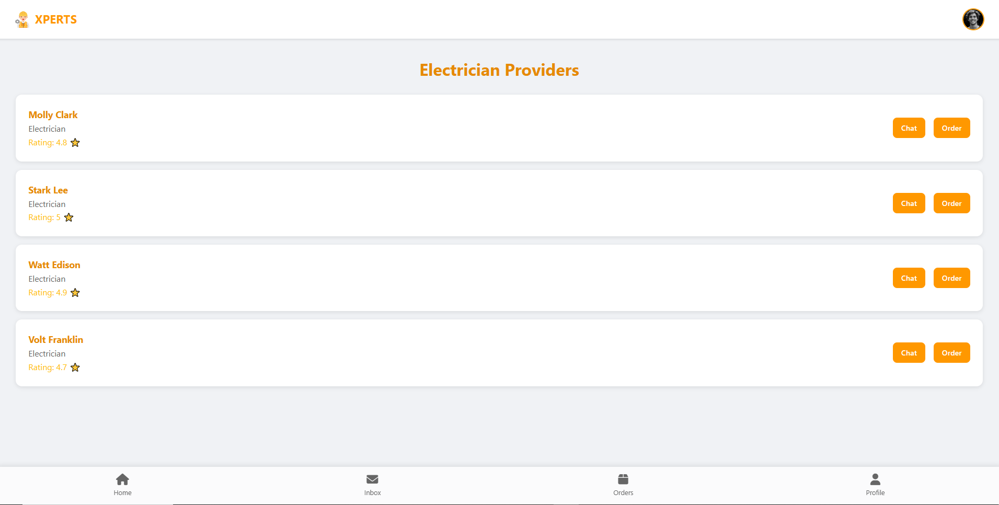 XPERTS
Electrician Providers
Molly Clark
Electrician
Rating: 4.8
Chat
Order
Stark Lee
Electrician
Rating: 5
Chat
Order
Watt Edison
Electrician
Rating: 4.9
Chat
Order
Volt Franklin
Electrician
Rating: 4.7
Chat
Order
Home
Inbox
Orders
Profile